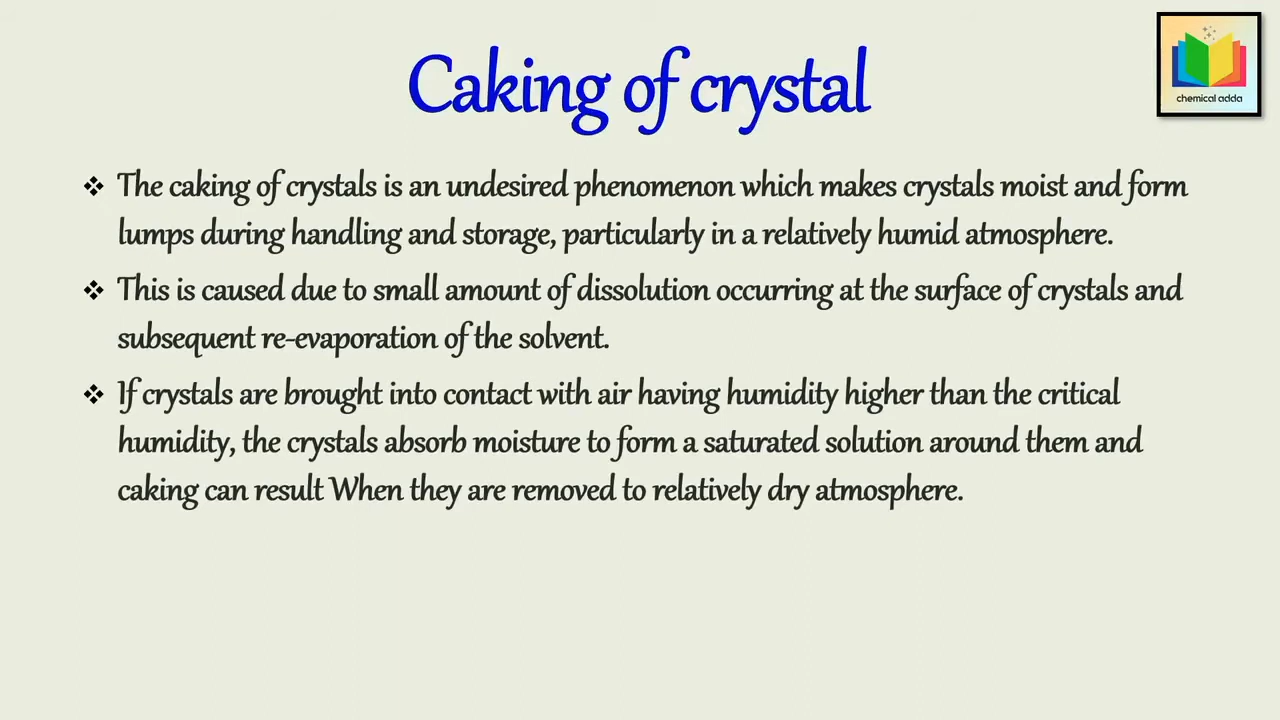 Caking of crystal
chemical adda
❖ The caking of crystals is an undesired phenomenon which makes crystals moist and form
lumps during handling and storage, particularly in a relatively humid atmosphere.
❖ This is caused due to small amount of dissolution occurring at the surface of crystals and
subsequent re-evaporation of the solvent.
❖ If crystals are brought into contact with air having humidity higher than the critical
humidity, the crystals absorb moisture to form a saturated solution around them and
caking can result When they are removed to relatively dry atmosphere.